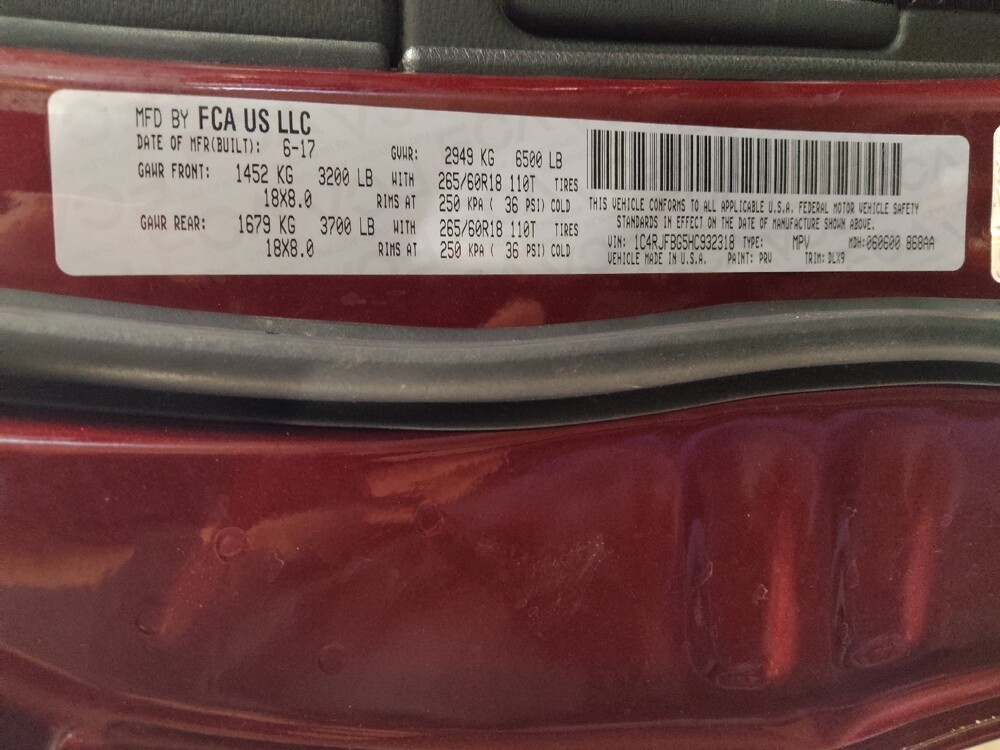 MFD BY FCA US LLC
DATE OF MFR(BUILT): 6-17 GVWR: 2949 KG 6500 LB
GAWR FRONT: 1452 KG 3200 LB WITH 265/60R18 110T TIRES
18X8.0 RIMS AT 250 KPA ( 36 PSI) COLD
GAWR REAR: 1679 KG 3700 LB WITH 265/60R18 110T TIRES
18X8.0 RIMS AT 250 KPA ( 36 PSI) COLD
THIS VEHICLE CONFORMS TO ALL APPLICABLE U.S.A. FEDERAL MOTOR VEHICLE SAFETY
STANDARDS IN EFFECT ON THE DATE OF MANUFACTURE SHOWN ABOVE.
VIN: 1C4RJFBG5HC932318 TYPE: MPV MDH: 060600 868AA
VEHICLE MADE IN U.S.A. PAINT: PRV TRIM: DLX9